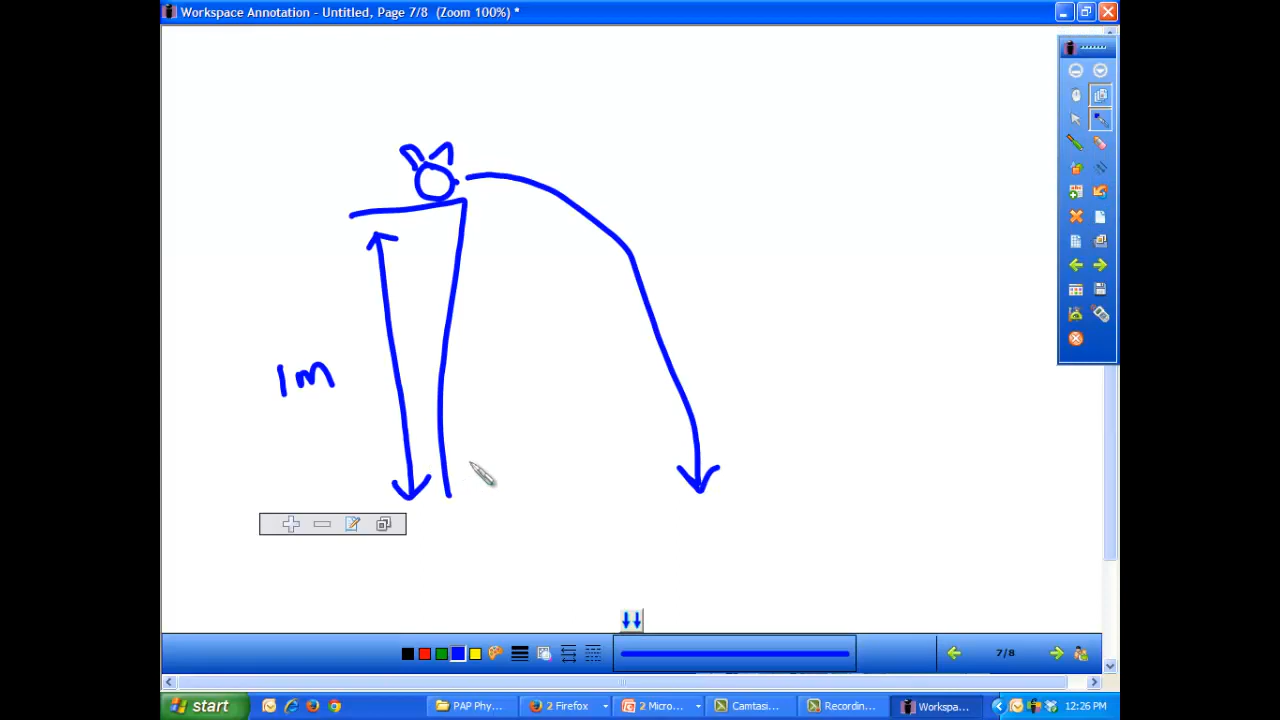 Workspace Annotation - Untitled, Page 7/8 (Zoom 100%) *
1m
7/8
start
PAP Phy...
2 Firefox
2 Micro...
Camtasi...
Recordin...
Workspa...
12:26 PM